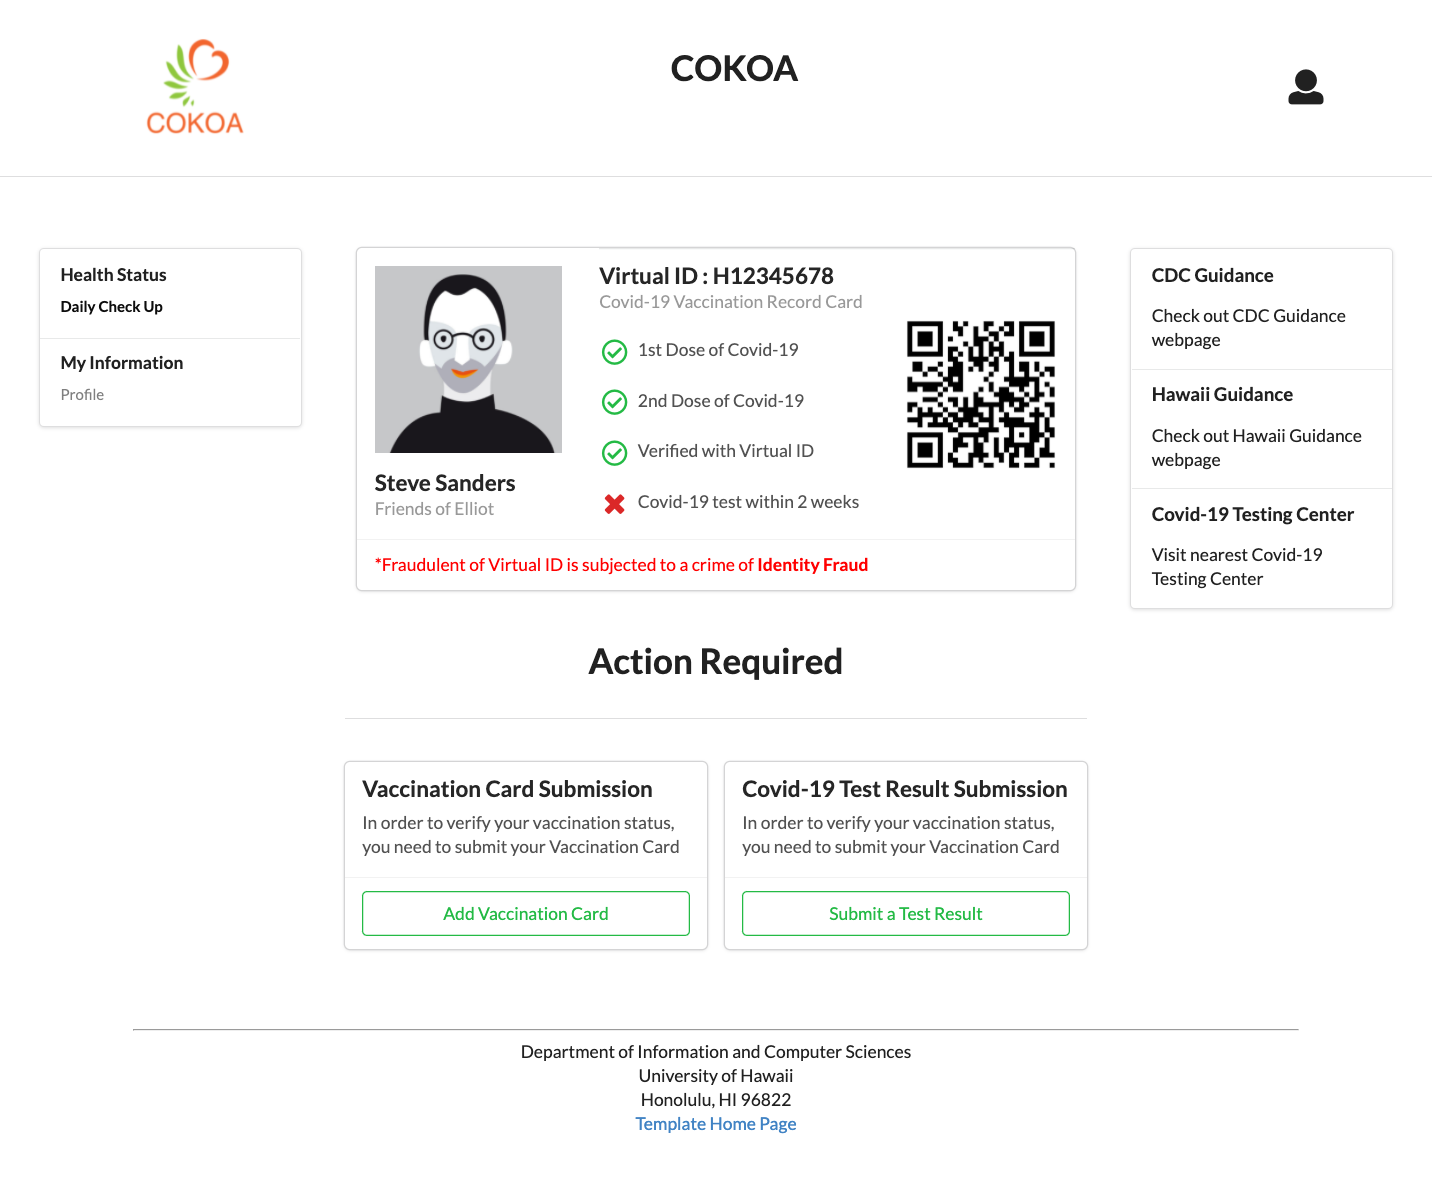 COKOA
COKOA
Health Status
Daily Check Up
My Information
Profile
Virtual ID : H12345678
Covid-19 Vaccination Record Card
1st Dose of Covid-19
2nd Dose of Covid-19
Verified with Virtual ID
Covid-19 test within 2 weeks
Steve Sanders
Friends of Elliot
*Fraudulent of Virtual ID is subjected to a crime of Identity Fraud
CDC Guidance
Check out CDC Guidance
webpage
Hawaii Guidance
Check out Hawaii Guidance
webpage
Covid-19 Testing Center
Visit nearest Covid-19
Testing Center
Action Required
Vaccination Card Submission
In order to verify your vaccination status,
you need to submit your Vaccination Card
Add Vaccination Card
Covid-19 Test Result Submission
In order to verify your vaccination status,
you need to submit your Vaccination Card
Submit a Test Result
Department of Information and Computer Sciences
University of Hawaii
Honolulu, HI 96822
Template Home Page